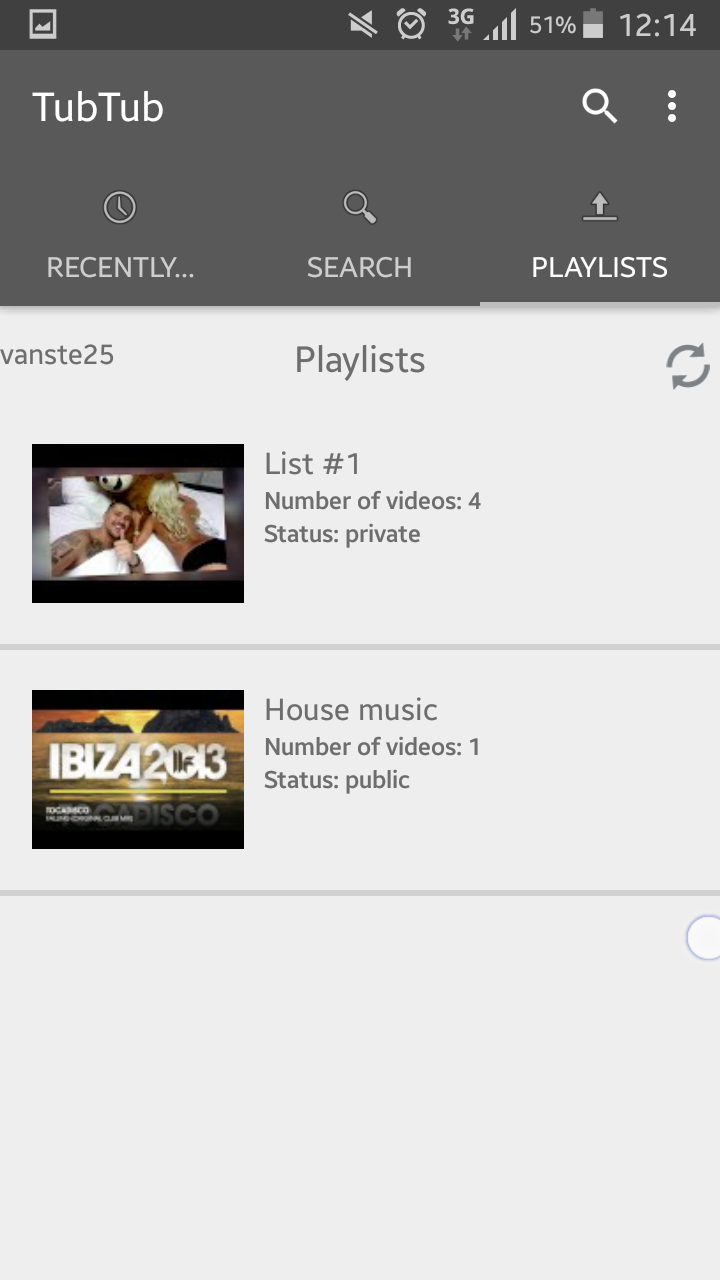 3G 51% 12:14
TubTub
RECENTLY... SEARCH PLAYLISTS
vanste25 Playlists
List #1
Number of videos: 4
Status: private
IBIZA 2013
TOCADISCO
TOCADISCO
House music
Number of videos: 1
Status: public